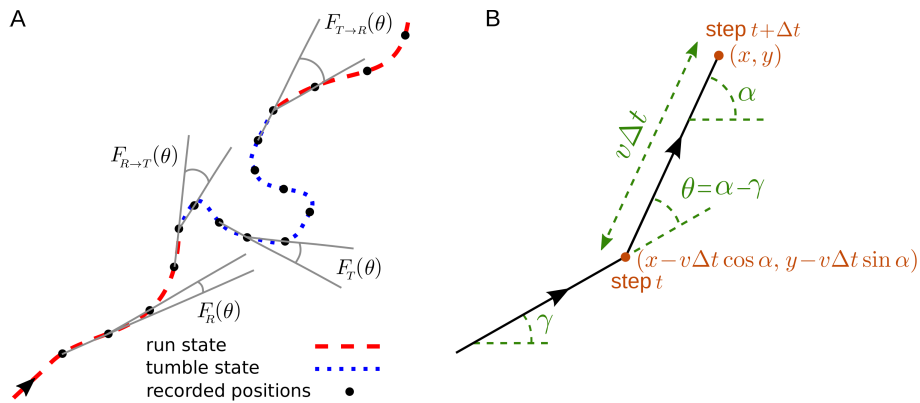 A
F_{T→R}(θ)
F_{R→T}(θ)
F_T(θ)
F_R(θ)
run state
tumble state
recorded positions
B
step t+Δt
(x, y)
α
vΔt
θ=α−γ
(x−vΔt cos α, y−vΔt sin α)
step t
γ